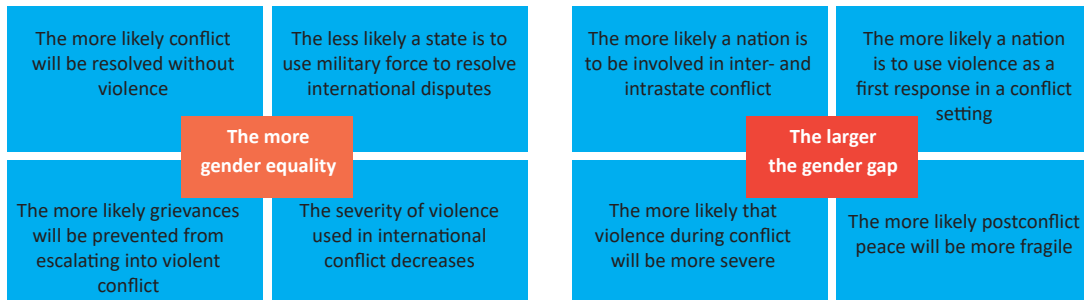 The more likely conflict
will be resolved without
violence
The less likely a state is to
use military force to resolve
international disputes
The more
gender equality
The more likely grievances
will be prevented from
escalating into violent
conflict
The severity of violence
used in international
conflict decreases
The more likely a nation is
to be involved in inter- and
intrastate conflict
The more likely a nation
is to use violence as a
first response in a conflict
setting
The larger
the gender gap
The more likely that
violence during conflict
will be more severe
The more likely postconflict
peace will be more fragile